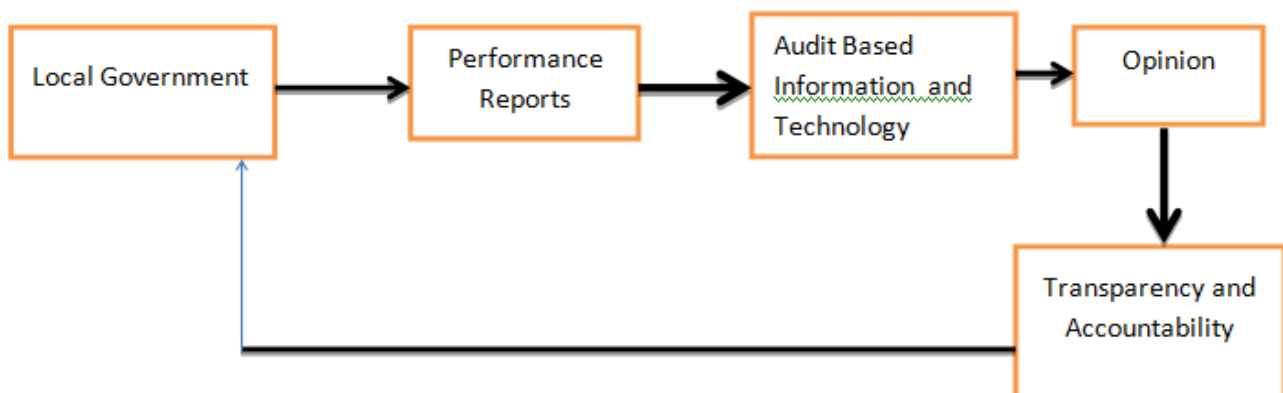 Local Government
Performance
Reports
Audit Based
Information and
Technology
Opinion
Transparency and
Accountability